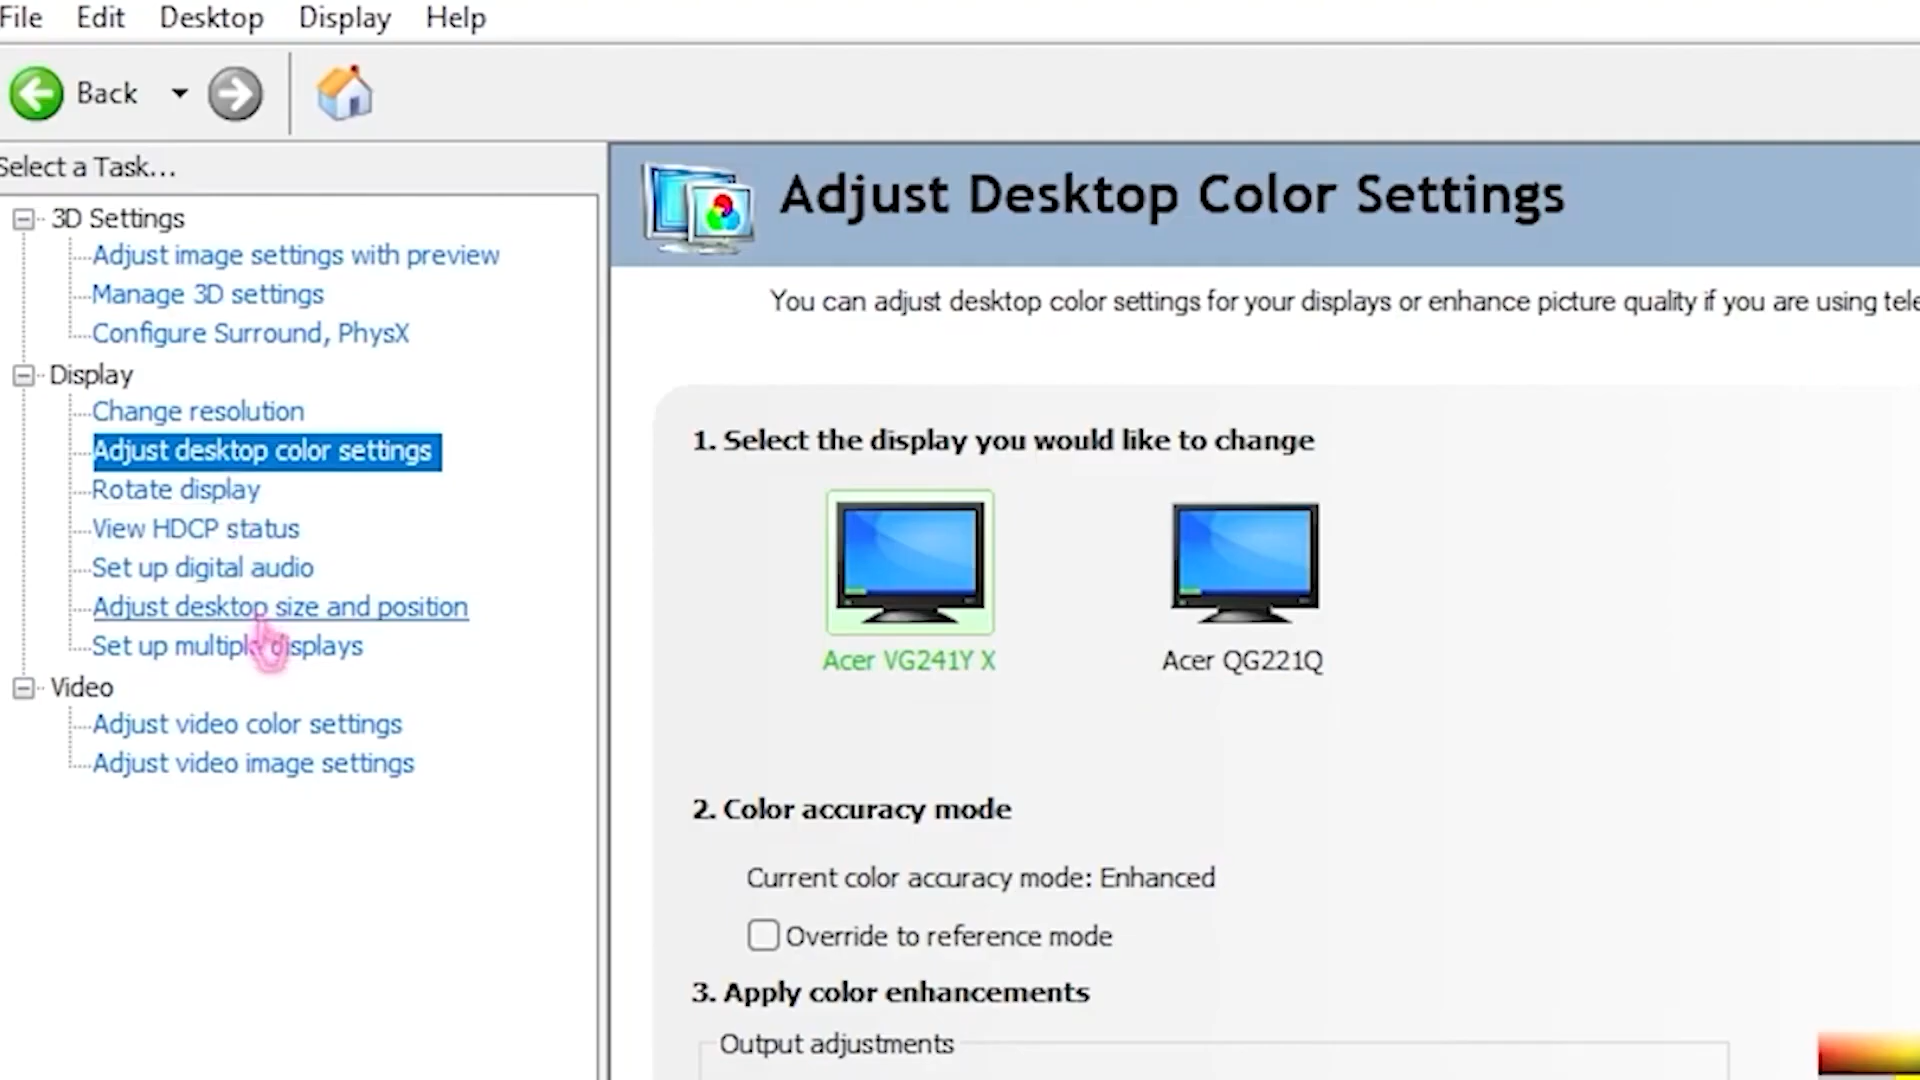 File Edit Desktop Display Help
Back
Select a Task...
3D Settings
Adjust image settings with preview
Manage 3D settings
Configure Surround, PhysX
Display
Change resolution
Adjust desktop color settings
Rotate display
View HDCP status
Set up digital audio
Adjust desktop size and position
Set up multiple displays
Video
Adjust video color settings
Adjust video image settings
Adjust Desktop Color Settings
You can adjust desktop color settings for your displays or enhance picture quality if you are using tele
1. Select the display you would like to change
Acer VG241Y X
Acer QG221Q
2. Color accuracy mode
Current color accuracy mode: Enhanced
Override to reference mode
3. Apply color enhancements
Output adjustments